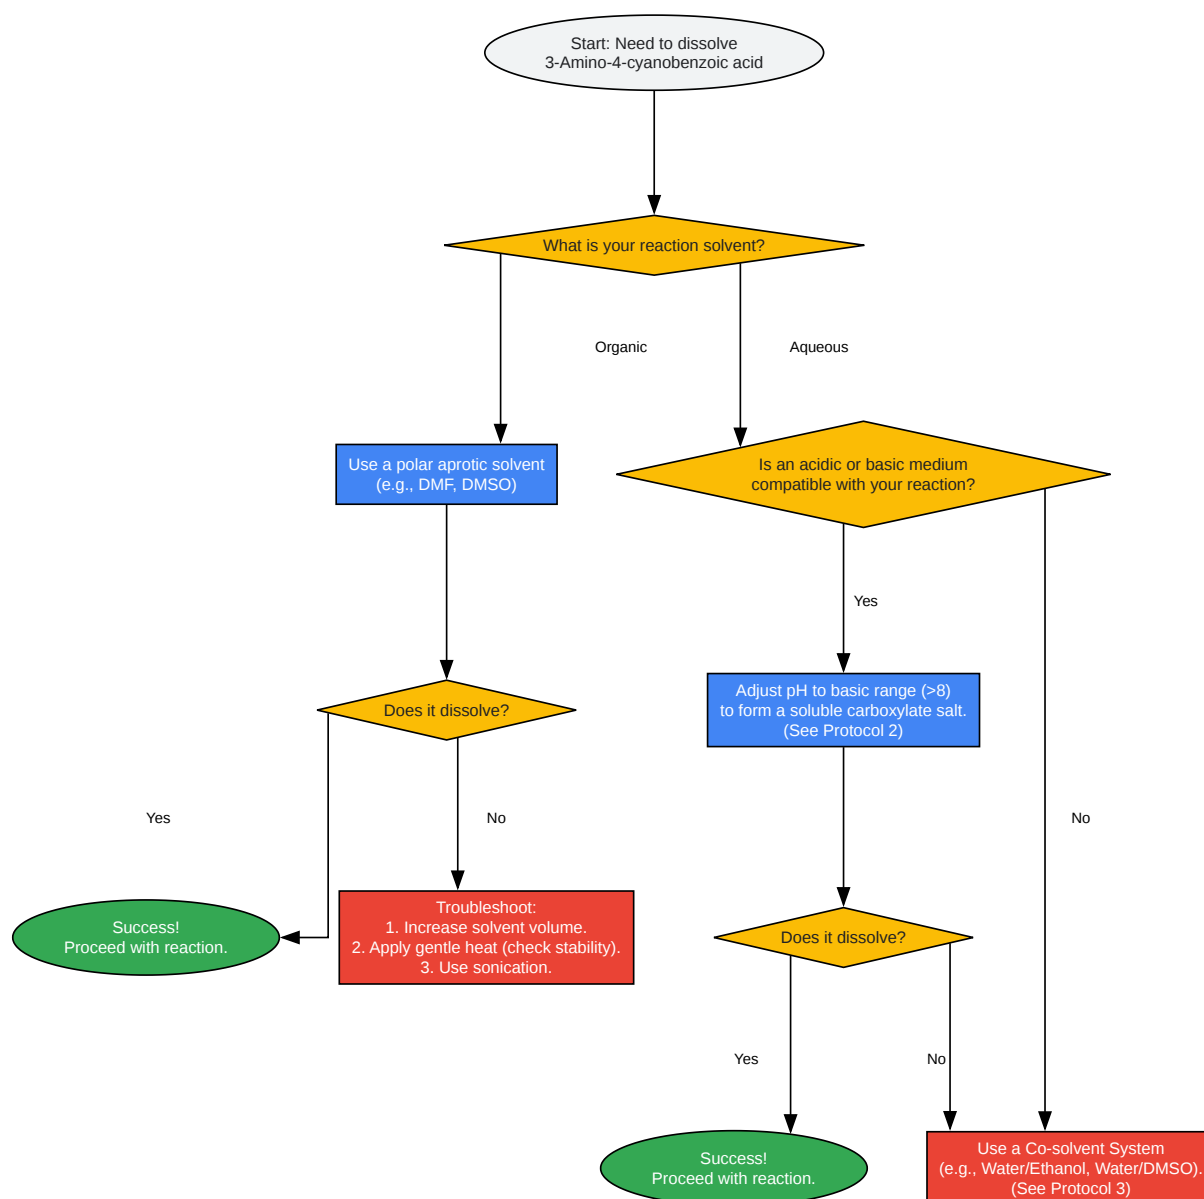 Start: Need to dissolve
3-Amino-4-cyanobenzoic acid
What is your reaction solvent?
Organic
Aqueous
Use a polar aprotic solvent
(e.g., DMF, DMSO)
Is an acidic or basic medium
compatible with your reaction?
Yes
Adjust pH to basic range (>8)
to form a soluble carboxylate salt.
(See Protocol 2)
Does it dissolve?
Yes
No
No
Success!
Proceed with reaction.
Troubleshoot:
1. Increase solvent volume.
2. Apply gentle heat (check stability).
3. Use sonication.
Does it dissolve?
Yes
No
Success!
Proceed with reaction.
Use a Co-solvent System
(e.g., Water/Ethanol, Water/DMSO).
(See Protocol 3)